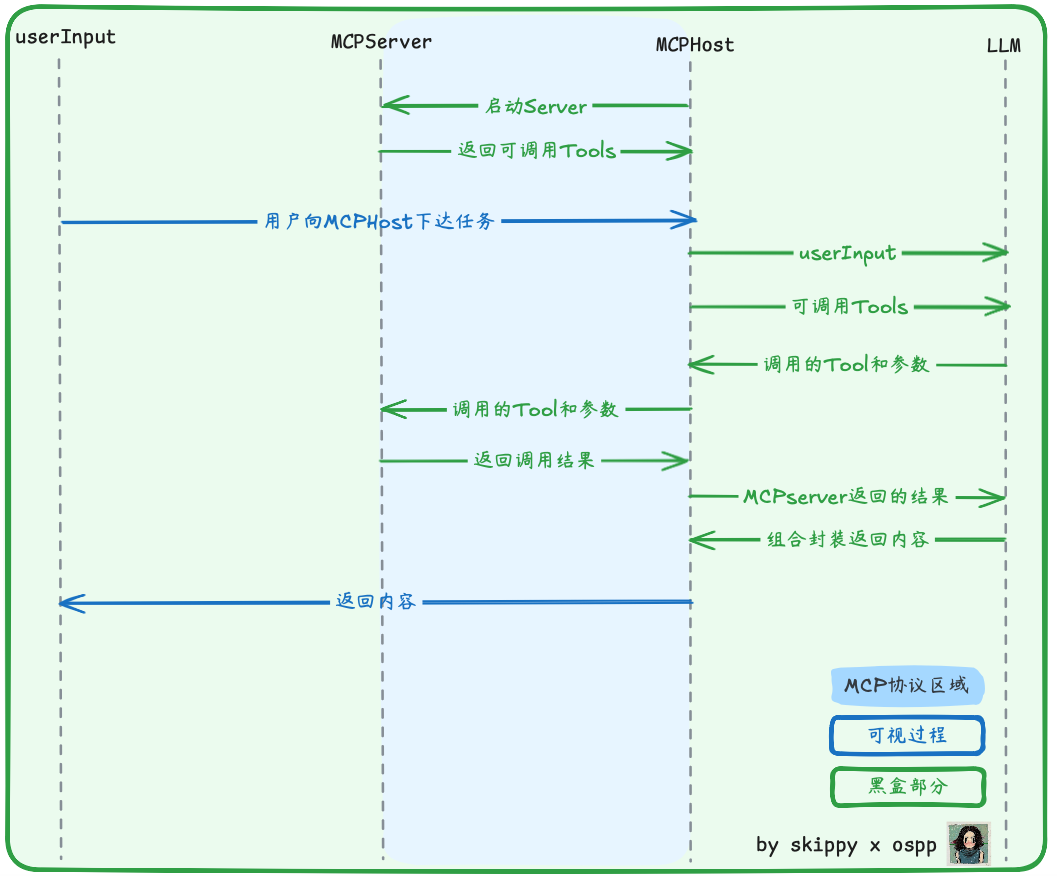 userInput
MCPServer
MCPHost
LLM
启动Server
返回可调用Tools
用户向MCPHost下达任务
userInput
可调用Tools
调用的Tool和参数
调用的Tool和参数
返回调用结果
MCPserver返回的结果
组合封装返回内容
返回内容
MCP协议区域
可视过程
黑盒部分
by skippy x ospp